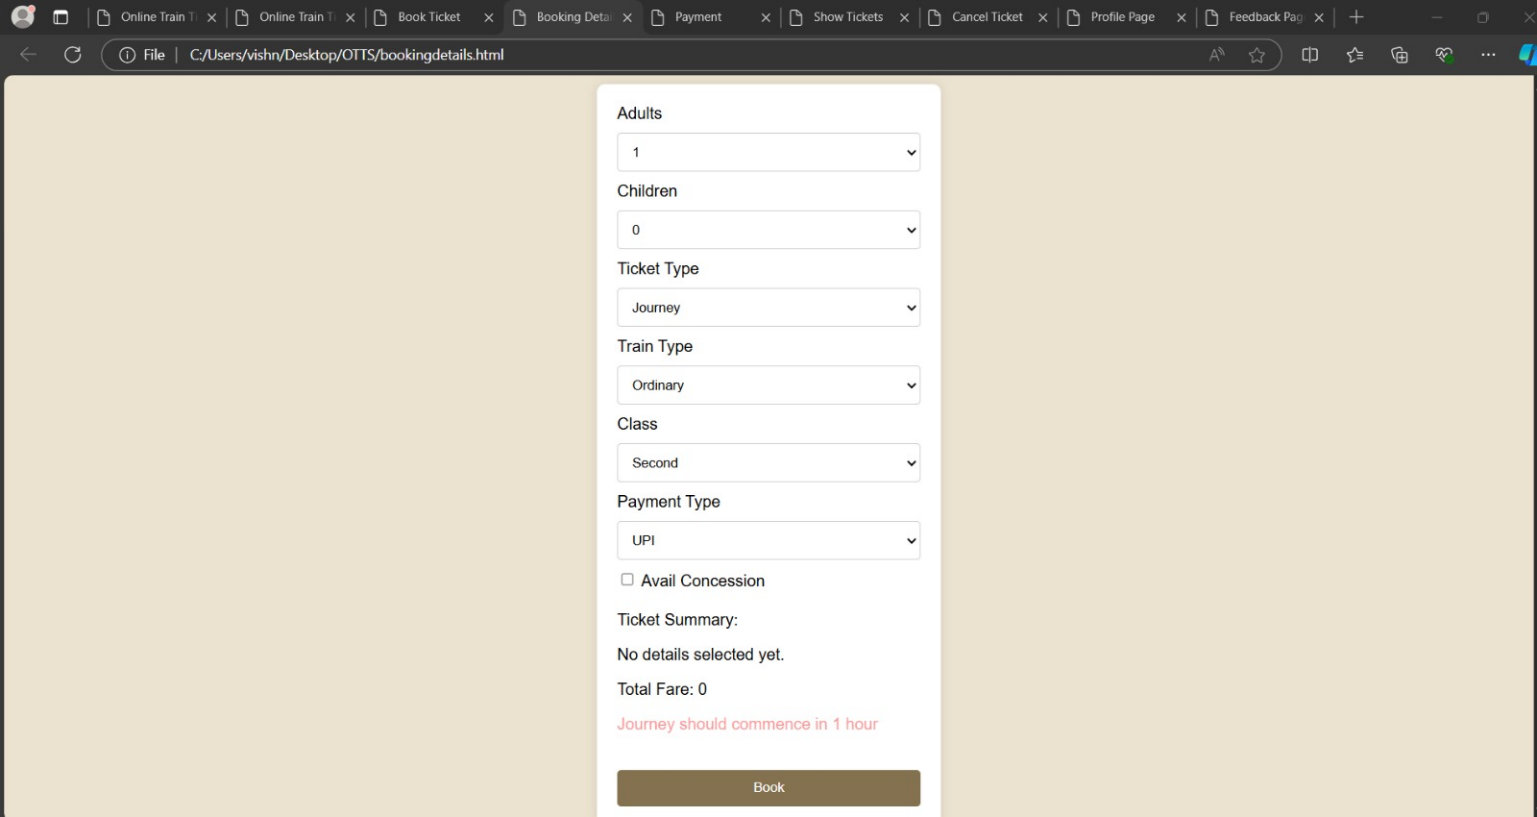 Online Train T
Online Train T
Book Ticket
Booking Detai
Payment
Show Tickets
Cancel Ticket
Profile Page
Feedback Pag
File
C:/Users/vishn/Desktop/OTTS/bookingdetails.html
Adults
1
Children
0
Ticket Type
Journey
Train Type
Ordinary
Class
Second
Payment Type
UPI
Avail Concession
Ticket Summary:
No details selected yet.
Total Fare: 0
Journey should commence in 1 hour
Book